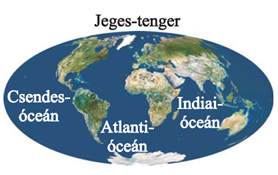 Jeges-tenger
Csendes-
óceán
Atlanti-
óceán
Indiai-
óceán